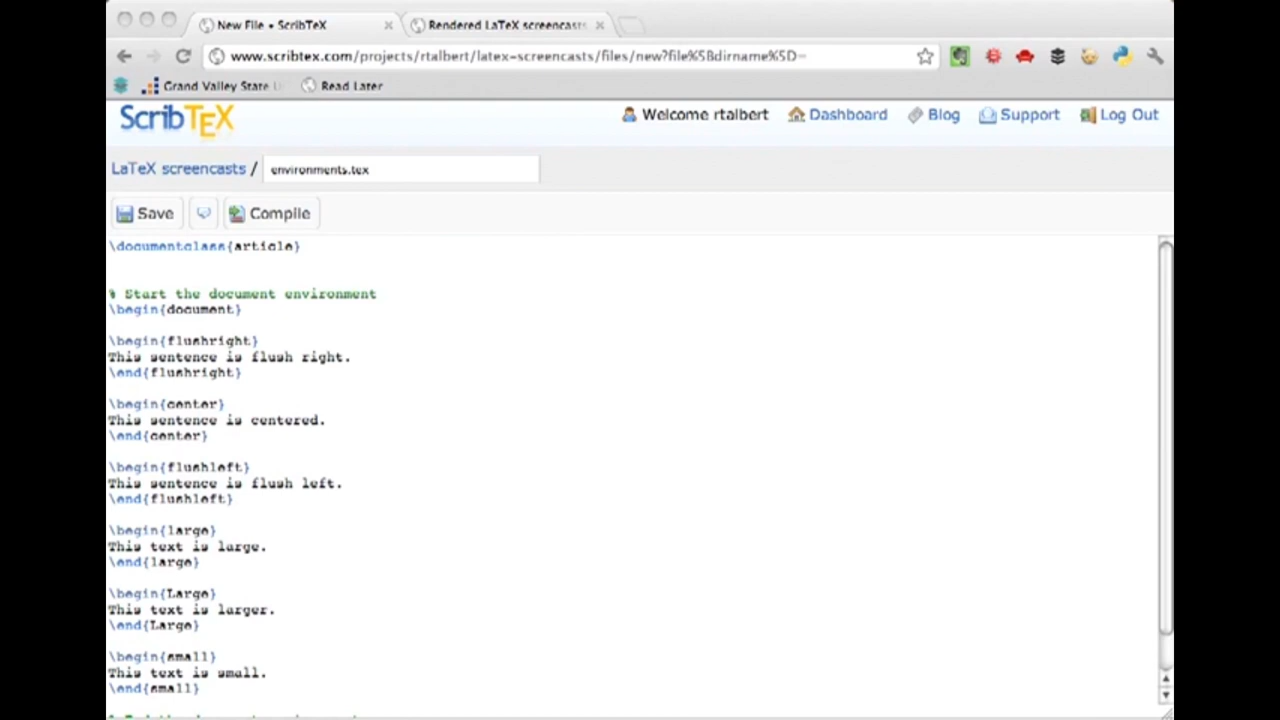 New File • ScribTeX
Rendered LaTeX screencasts
www.scribtex.com/projects/rtalbert/latex-screencasts/files/new?file%5Bdirname%5D=
Grand Valley State U
Read Later
ScribTEX
Welcome rtalbert
Dashboard
Blog
Support
Log Out
LaTeX screencasts /
environments.tex
Save
Compile
\documentclass{article}
% Start the document environment
\begin{document}
\begin{flushright}
This sentence is flush right.
\end{flushright}
\begin{center}
This sentence is centered.
\end{center}
\begin{flushleft}
This sentence is flush left.
\end{flushleft}
\begin{large}
This text is large.
\end{large}
\begin{Large}
This text is larger.
\end{Large}
\begin{small}
This text is small.
\end{small}